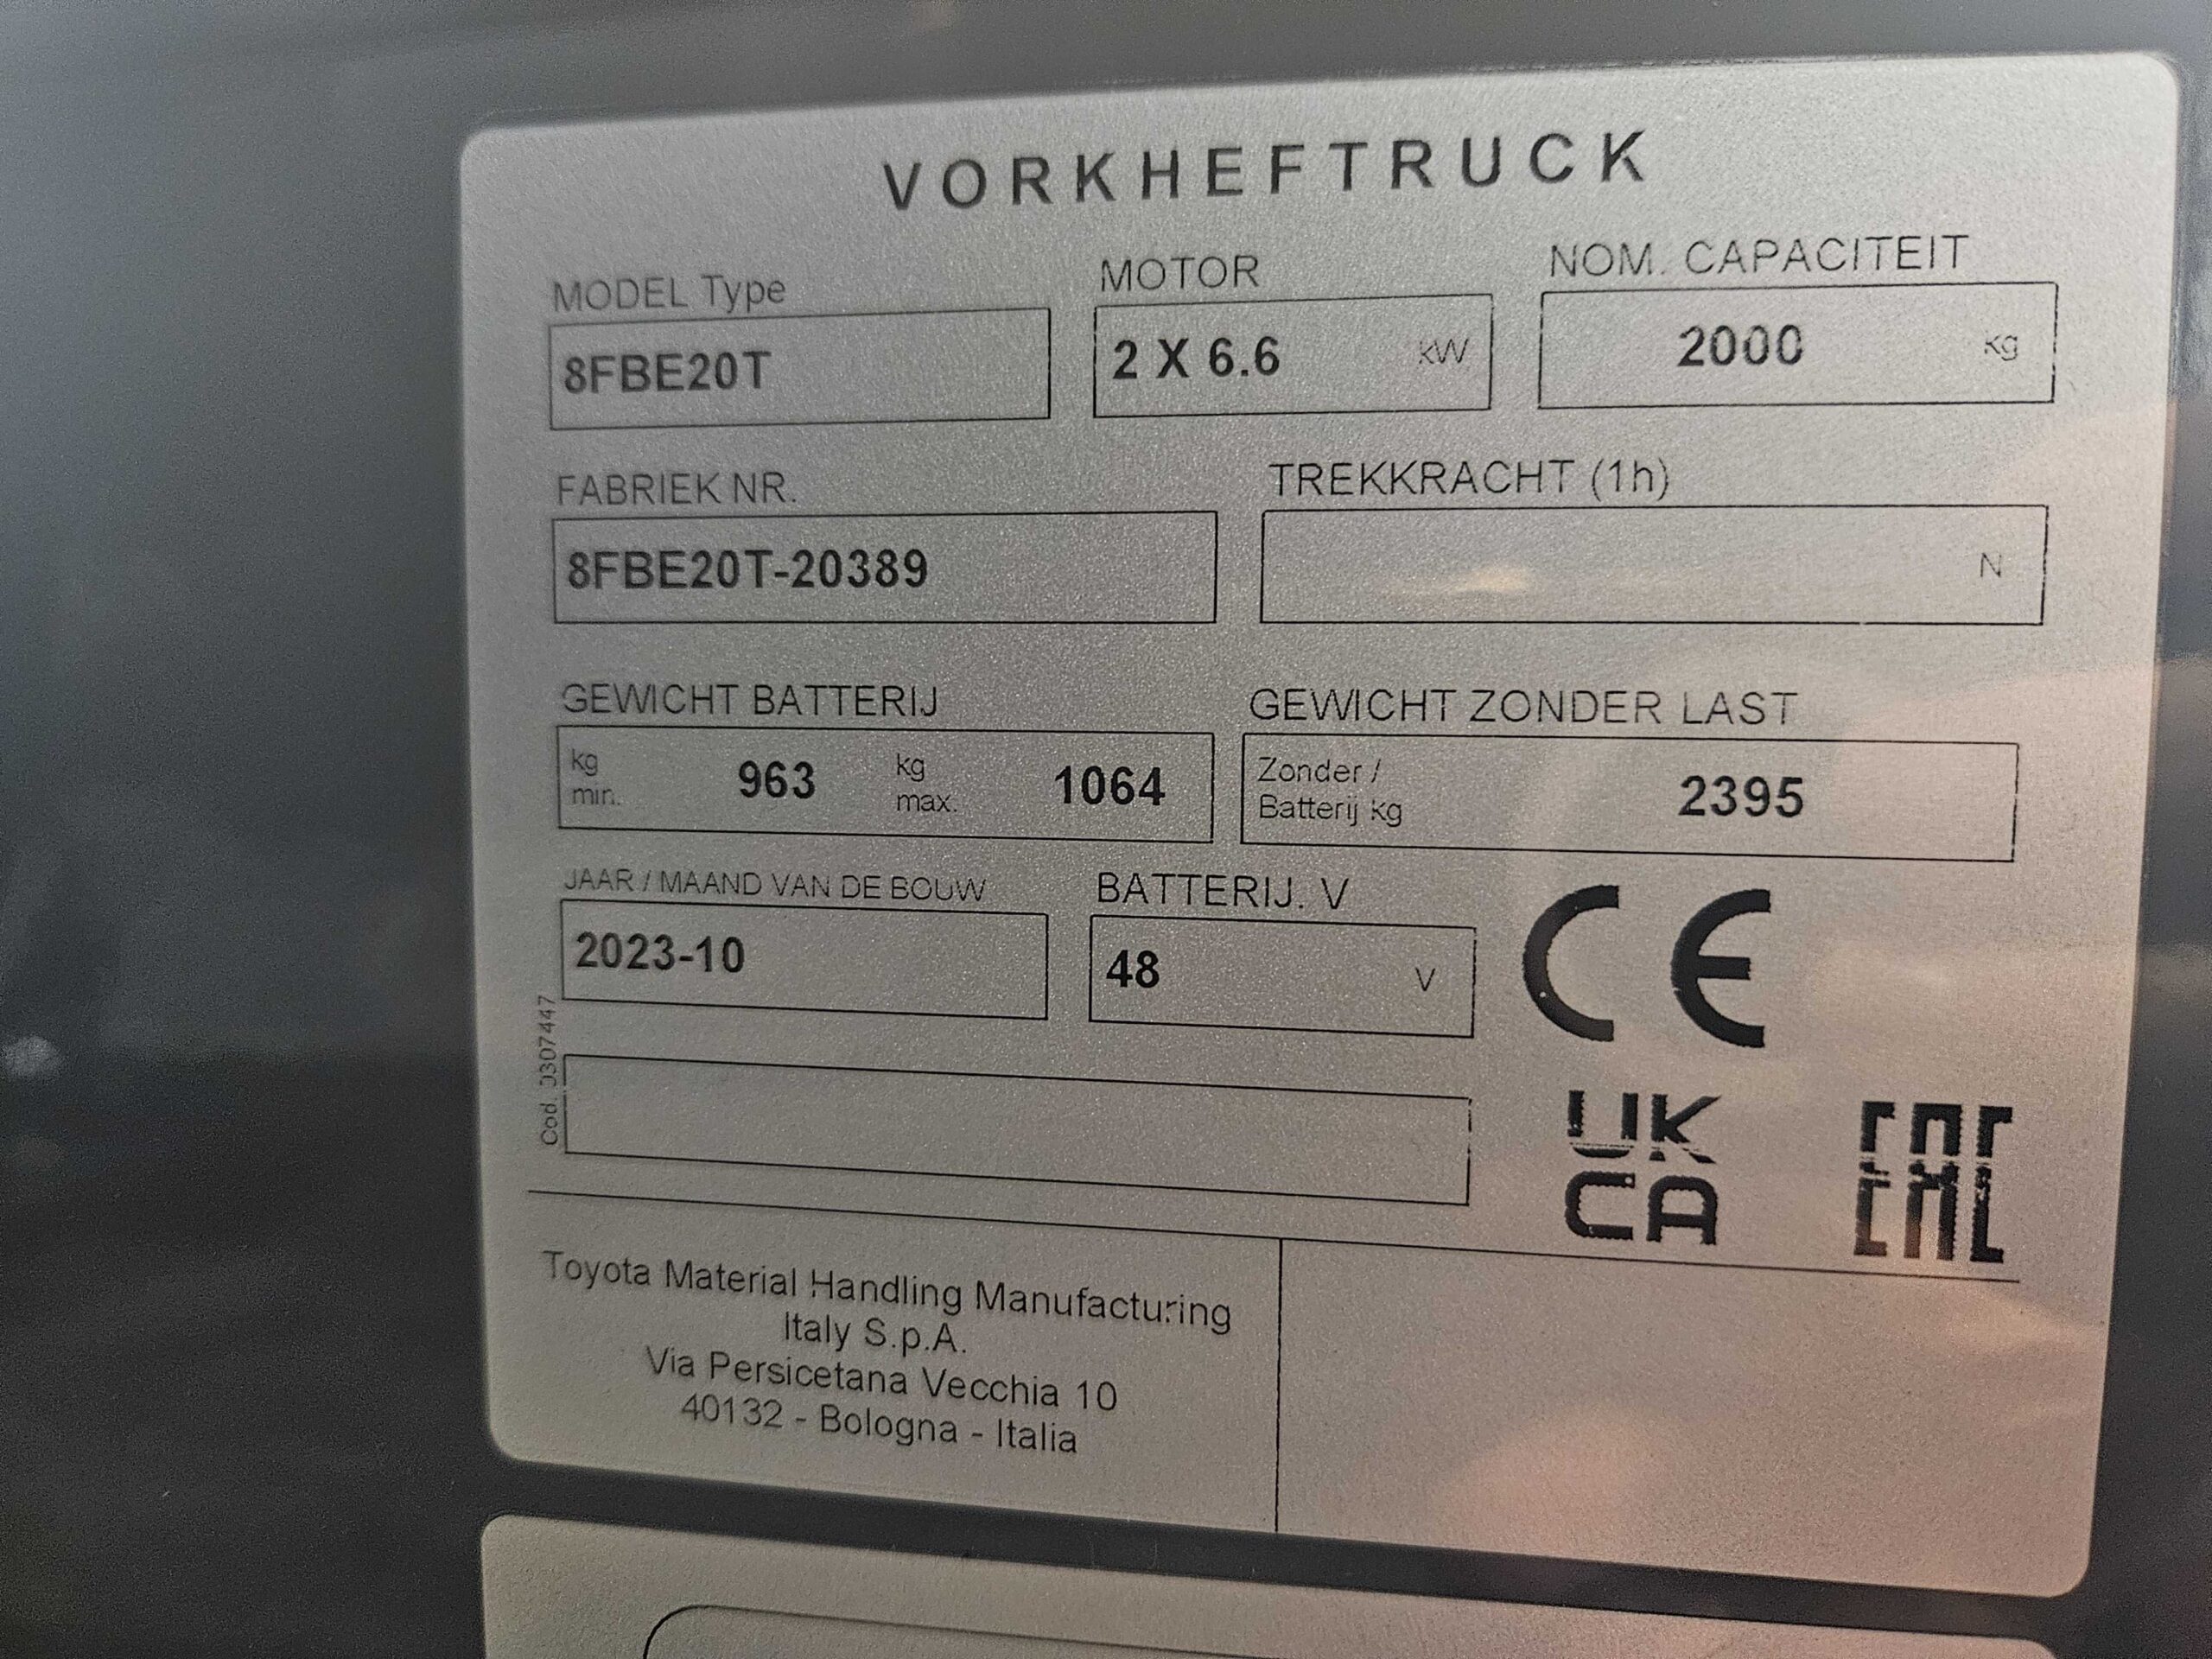 VORKHEFTRUCK
MODEL Type
MOTOR
NOM. CAPACITEIT
8FBE20T
2 X 6.6 kW
2000 kg
FABRIEK NR.
TREKKRACHT (1h)
8FBE20T-20389
N
GEWICHT BATTERIJ
GEWICHT ZONDER LAST
kg min. 963 kg max. 1064
Zonder / Batterij kg 2395
JAAR / MAAND VAN DE BOUW
BATTERIJ. V
2023-10
48 V
CE
Cod. 0307447
UK
CA
EAC
Toyota Material Handling Manufacturing
Italy S.p.A.
Via Persicetana Vecchia 10
40132 - Bologna - Italia